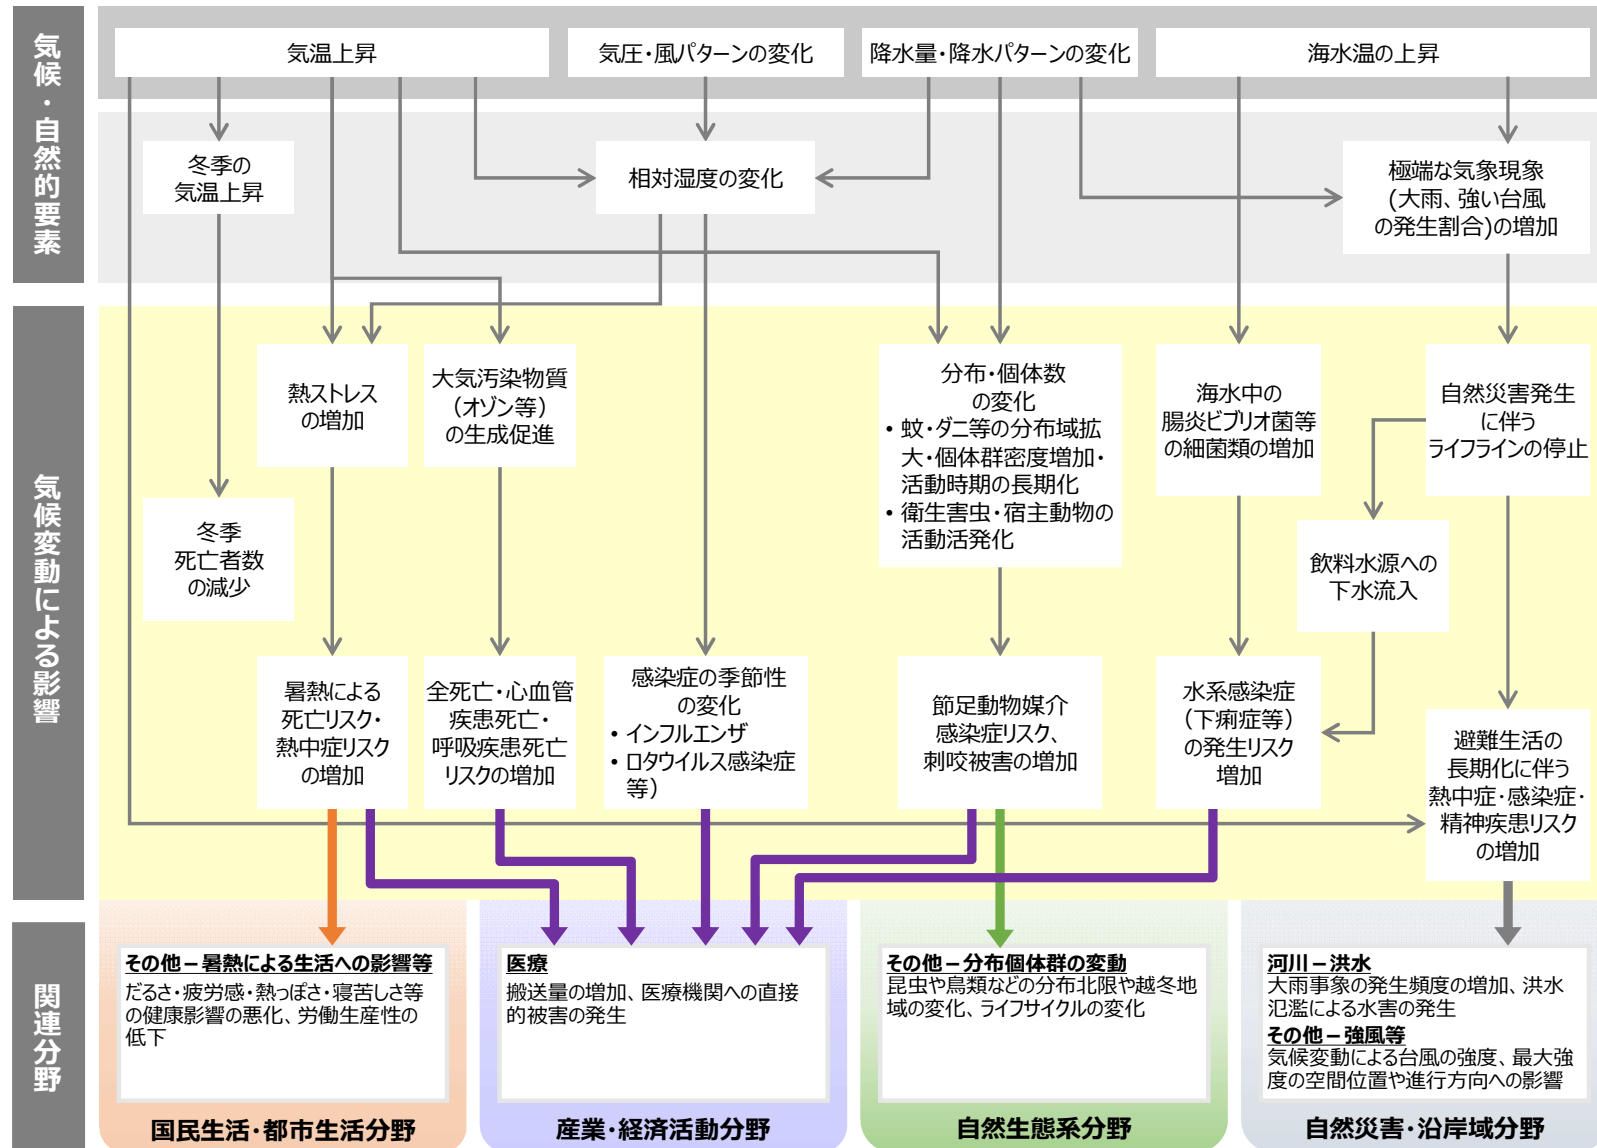 気候・自然的要素
気温上昇
気圧・風パターンの変化
降水量・降水パターンの変化
海水温の上昇
冬季の
気温上昇
相対湿度の変化
極端な気象現象
(大雨、強い台風
の発生割合)の増加
気候変動による影響
熱ストレス
の増加
大気汚染物質
（オゾン等）
の生成促進
分布・個体数
の変化
• 蚊・ダニ等の分布域拡
大・個体群密度増加・
活動時期の長期化
• 衛生害虫・宿主動物の
活動活発化
海水中の
腸炎ビブリオ菌等
の細菌類の増加
自然災害発生
に伴う
ライフラインの停止
冬季
死亡者数
の減少
飲料水源への
下水流入
暑熱による
死亡リスク・
熱中症リスク
の増加
全死亡・心血管
疾患死亡・
呼吸疾患死亡
リスクの増加
感染症の季節性
の変化
• インフルエンザ
• ロタウイルス感染症
等）
節足動物媒介
感染症リスク、
刺咬被害の増加
水系感染症
（下痢症等）
の発生リスク
増加
避難生活の
長期化に伴う
熱中症・感染症・
精神疾患リスク
の増加
関連分野
その他－暑熱による生活への影響等
だるさ・疲労感・熱っぽさ・寝苦しさ等
の健康影響の悪化、労働生産性の
低下
国民生活・都市生活分野
医療
搬送量の増加、医療機関への直接
的被害の発生
産業・経済活動分野
その他－分布個体群の変動
昆虫や鳥類などの分布北限や越冬地
域の変化、ライフサイクルの変化
自然生態系分野
河川－洪水
大雨事象の発生頻度の増加、洪水
氾濫による水害の発生
その他－強風等
気候変動による台風の強度、最大強
度の空間位置や進行方向への影響
自然災害・沿岸域分野